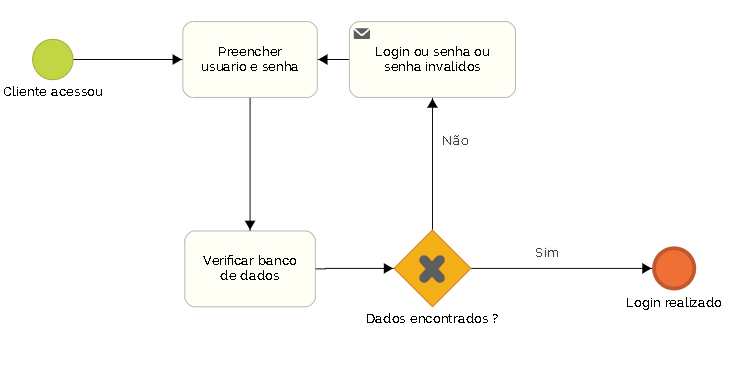 Cliente acessou
Preencher
usuario e senha
Login ou senha ou
senha invalidos
Não
Verificar banco
de dados
Dados encontrados ?
Sim
Login realizado